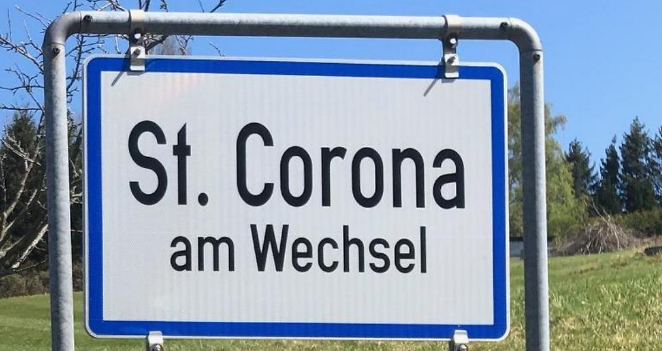 St. Corona
am Wechsel